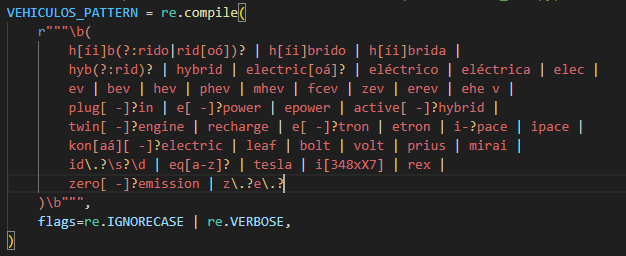 VEHICULOS_PATTERN = re.compile(
r"""\b(
h[íi]b(?:rido|rid[oó])? | h[íi]brido | h[íi]brida |
hyb(?:rid)? | hybrid | electric[oá]? | eléctrico | eléctrica | elec |
ev | bev | hev | phev | mhev | fcev | zev | erev | ehe v |
plug[ -]?in | e[ -]?power | epower | active[ -]?hybrid |
twin[ -]?engine | recharge | e[ -]?tron | etron | i-?pace | ipace |
kon[aá][ -]?electric | leaf | bolt | volt | prius | mirai |
id\.?\s?\d | eq[a-z]? | tesla | i[348xX7] | rex |
zero[ -]?emission | z\.?e\.?
)\b""",
flags=re.IGNORECASE | re.VERBOSE,
)